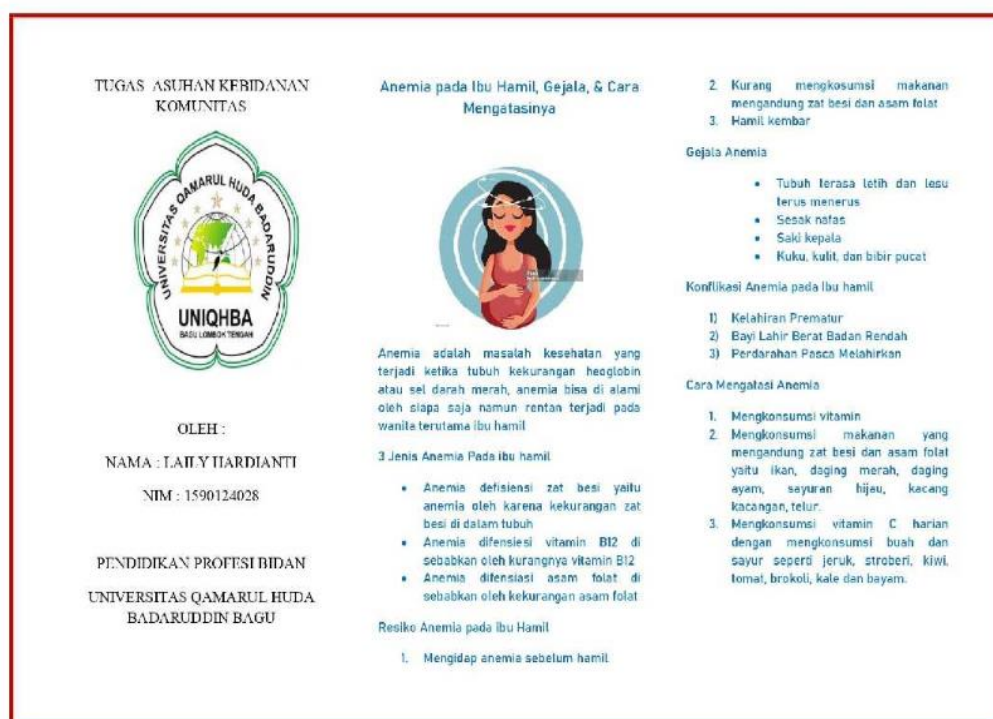 TUGAS ASUHAN KEBIDANAN
KOMUNITAS
UNIVERSITAS QAMARUL HUDA BADARUDDIN
UNIQHBA
BAGU LOMBOK TENGAH
OLEH :
NAMA : LAILY HARDIANTI
NIM : 1590124028
PENDIDIKAN PROFESI BIDAN
UNIVERSITAS QAMARUL HUDA
BADARUDDIN BAGU
Anemia pada Ibu Hamil, Gejala, & Cara
Mengatasinya
Anemia adalah masalah kesehatan yang
terjadi ketika tubuh kekurangan heoglobin
atau sel darah merah, anemia bisa di alami
oleh siapa saja namun rentan terjadi pada
wanita terutama ibu hamil
3 Jenis Anemia Pada ibu hamil
• Anemia defisiensi zat besi yaitu
anemia oleh karena kekurangan zat
besi di dalam tubuh
• Anemia difensiesi vitamin B12 di
sebabkan oleh kurangnya vitamin B12
• Anemia difensiasi asam folat di
sebabkan oleh kekurangan asam folat
Resiko Anemia pada Ibu Hamil
1. Mengidap anemia sebelum hamil
2. Kurang mengkosumsi makanan
mengandung zat besi dan asam folat
3. Hamil kembar
Gejala Anemia
• Tubuh terasa letih dan lesu
terus menerus
• Sesak nafas
• Saki kepala
• Kuku, kulit, dan bibir pucat
Konflikasi Anemia pada Ibu hamil
1) Kelahiran Prematur
2) Bayi Lahir Berat Badan Rendah
3) Perdarahan Pasca Melahirkan
Cara Mengatasi Anemia
1. Mengkonsumsi vitamin
2. Mengkonsumsi makanan yang
mengandung zat besi dan asam folat
yaitu ikan, daging merah, daging
ayam, sayuran hijau, kacang
kacangan, telur.
3. Mengkonsumsi vitamin C harian
dengan mengkonsumsi buah dan
sayur seperti jeruk, stroberi, kiwi,
tomat, brokoli, kale dan bayam.